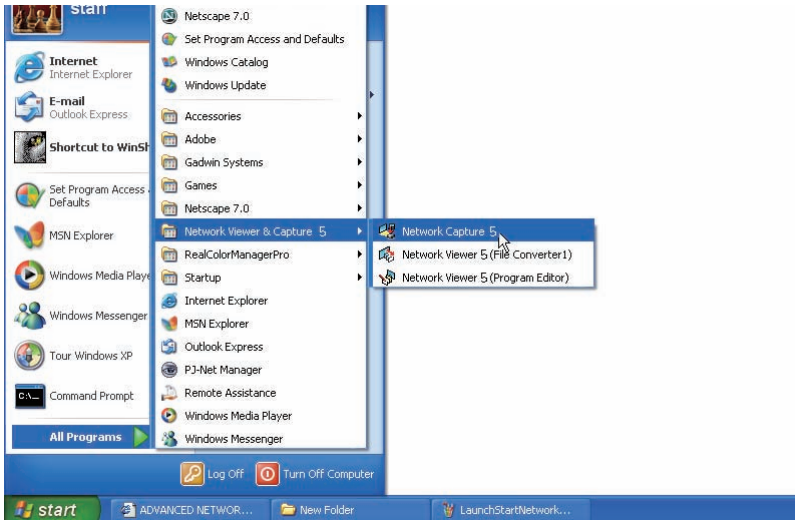 staff
Internet
Internet Explorer
E-mail
Outlook Express
Shortcut to WinSh
Set Program Access
Defaults
MSN Explorer
Windows Media Playe
Windows Messenger
Tour Windows XP
C:\_
Command Prompt
All Programs
Netscape 7.0
Set Program Access and Defaults
Windows Catalog
Windows Update
Accessories
Adobe
Gadwin Systems
Games
Netscape 7.0
Network Viewer & Capture 5
RealColorManagerPro
Startup
Internet Explorer
MSN Explorer
Outlook Express
PJ-Net Manager
Remote Assistance
Windows Media Player
Windows Messenger
Network Capture 5
Network Viewer 5 (File Converter1)
Network Viewer 5 (Program Editor)
Log Off
Turn Off Computer
start
ADVANCED NETWOR...
New Folder
LaunchStartNetwork...